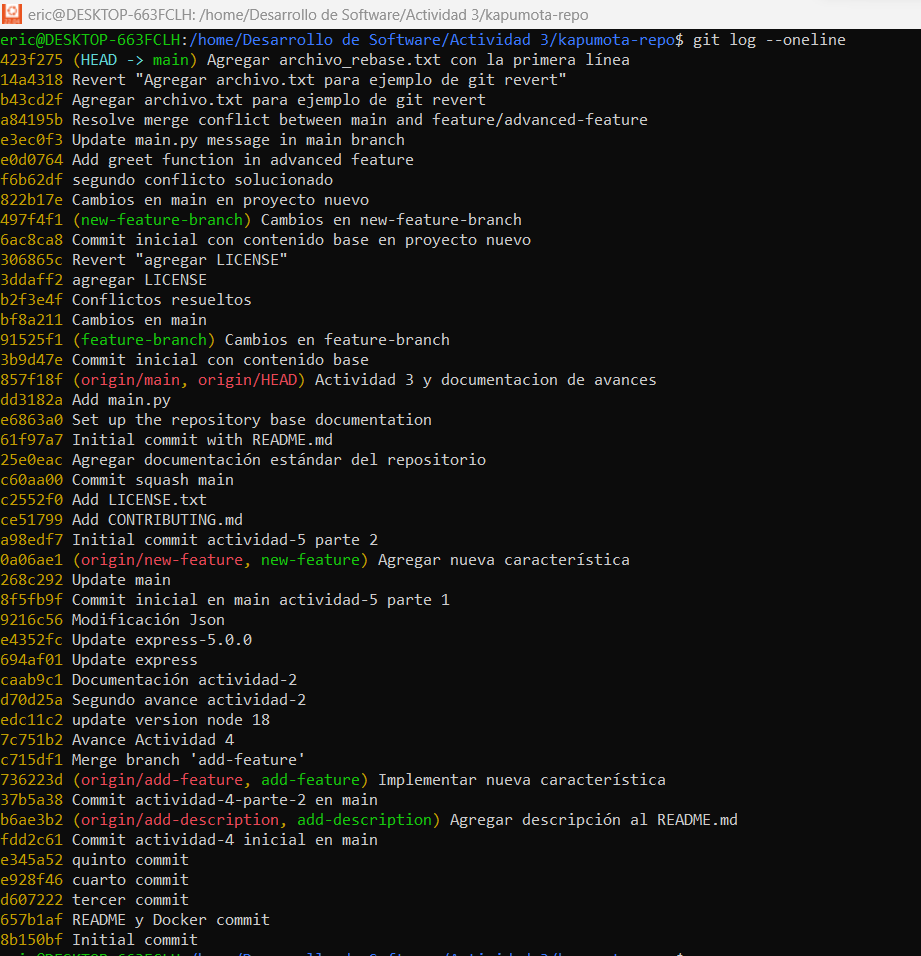 eric@DESKTOP-663FCLH: /home/Desarrollo de Software/Actividad 3/kapumota-repo
eric@DESKTOP-663FCLH:/home/Desarrollo de Software/Actividad 3/kapumota-repo$ git log --oneline
423f275 (HEAD -> main) Agregar archivo_rebase.txt con la primera línea
14a4318 Revert "Agregar archivo.txt para ejemplo de git revert"
b43cd2f Agregar archivo.txt para ejemplo de git revert
a84195b Resolve merge conflict between main and feature/advanced-feature
e3ec0f3 Update main.py message in main branch
e0d0764 Add greet function in advanced feature
f6b62df segundo conflicto solucionado
822b17e Cambios en main en proyecto nuevo
497f4f1 (new-feature-branch) Cambios en new-feature-branch
6ac8ca8 Commit inicial con contenido base en proyecto nuevo
306865c Revert "agregar LICENSE"
3ddaff2 agregar LICENSE
b2f3e4f Conflictos resueltos
bf8a211 Cambios en main
91525f1 (feature-branch) Cambios en feature-branch
3b9d47e Commit inicial con contenido base
857f18f (origin/main, origin/HEAD) Actividad 3 y documentacion de avances
dd3182a Add main.py
e6863a0 Set up the repository base documentation
61f97a7 Initial commit with README.md
25e0eac Agregar documentación estándar del repositorio
c60aa00 Commit squash main
c2552f0 Add LICENSE.txt
ce51799 Add CONTRIBUTING.md
a98edf7 Initial commit actividad-5 parte 2
0a06ae1 (origin/new-feature, new-feature) Agregar nueva característica
268c292 Update main
8f5fb9f Commit inicial en main actividad-5 parte 1
9216c56 Modificación Json
e4352fc Update express-5.0.0
694af01 Update express
caab9c1 Documentación actividad-2
d70d25a Segundo avance actividad-2
edc11c2 update version node 18
7c751b2 Avance Actividad 4
c715df1 Merge branch 'add-feature'
736223d (origin/add-feature, add-feature) Implementar nueva característica
37b5a38 Commit actividad-4-parte-2 en main
b6ae3b2 (origin/add-description, add-description) Agregar descripción al README.md
fdd2c61 Commit actividad-4 inicial en main
e345a52 quinto commit
e928f46 cuarto commit
d607222 tercer commit
657b1af README y Docker commit
8b150bf Initial commit